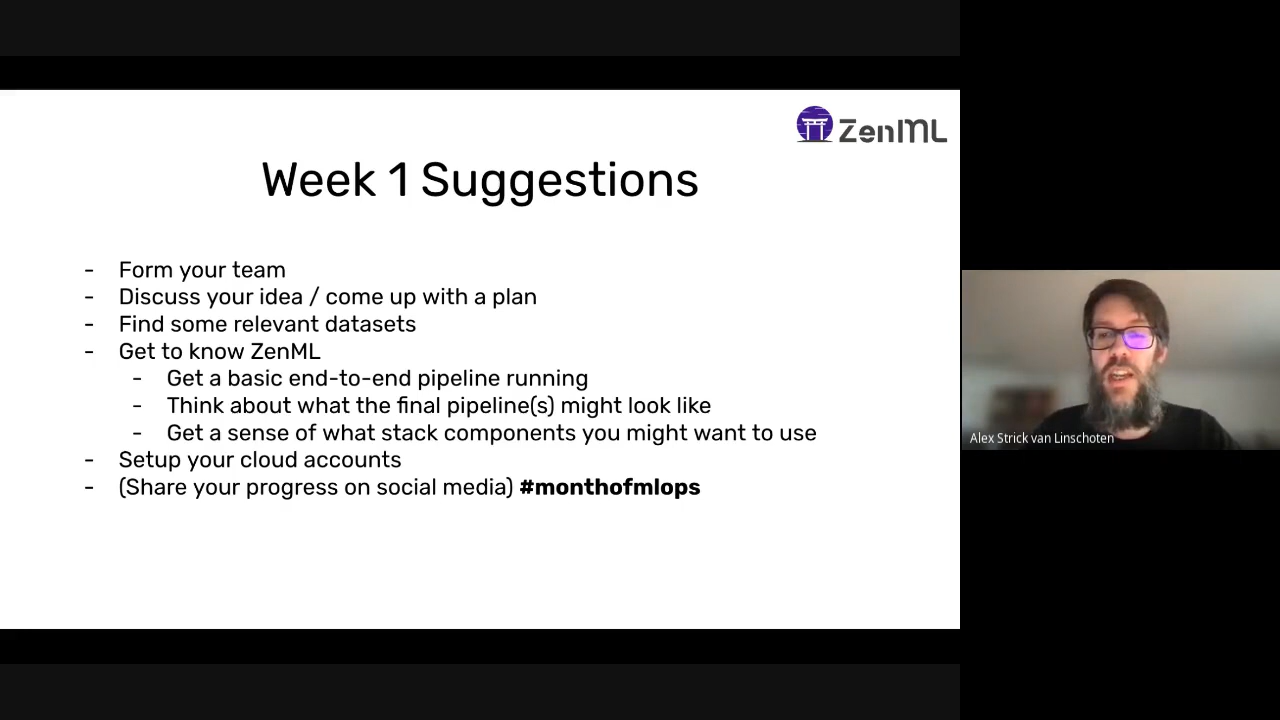 ZenML
Week 1 Suggestions
- Form your team
- Discuss your idea / come up with a plan
- Find some relevant datasets
- Get to know ZenML
- Get a basic end-to-end pipeline running
- Think about what the final pipeline(s) might look like
- Get a sense of what stack components you might want to use
- Setup your cloud accounts
- (Share your progress on social media) #monthofmlops
Alex Strick van Linschoten